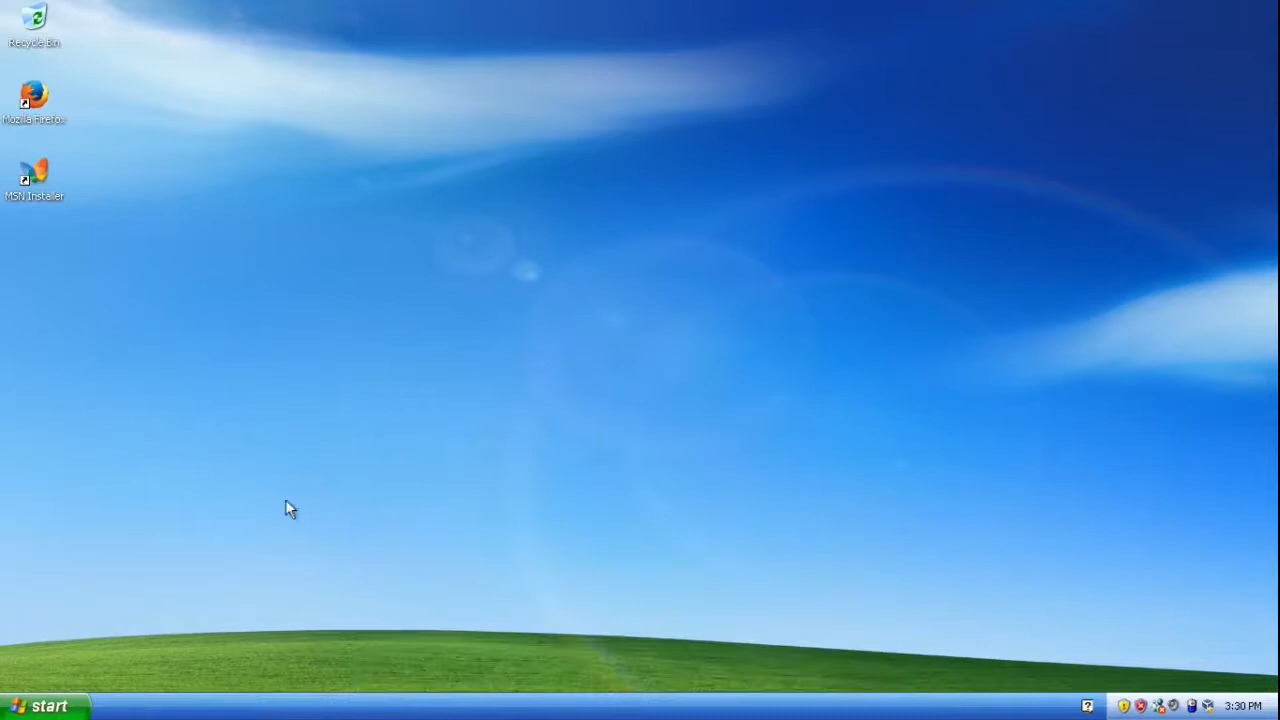 Recycle Bin
Mozilla Firefox
MSN Installer
start
3:30 PM